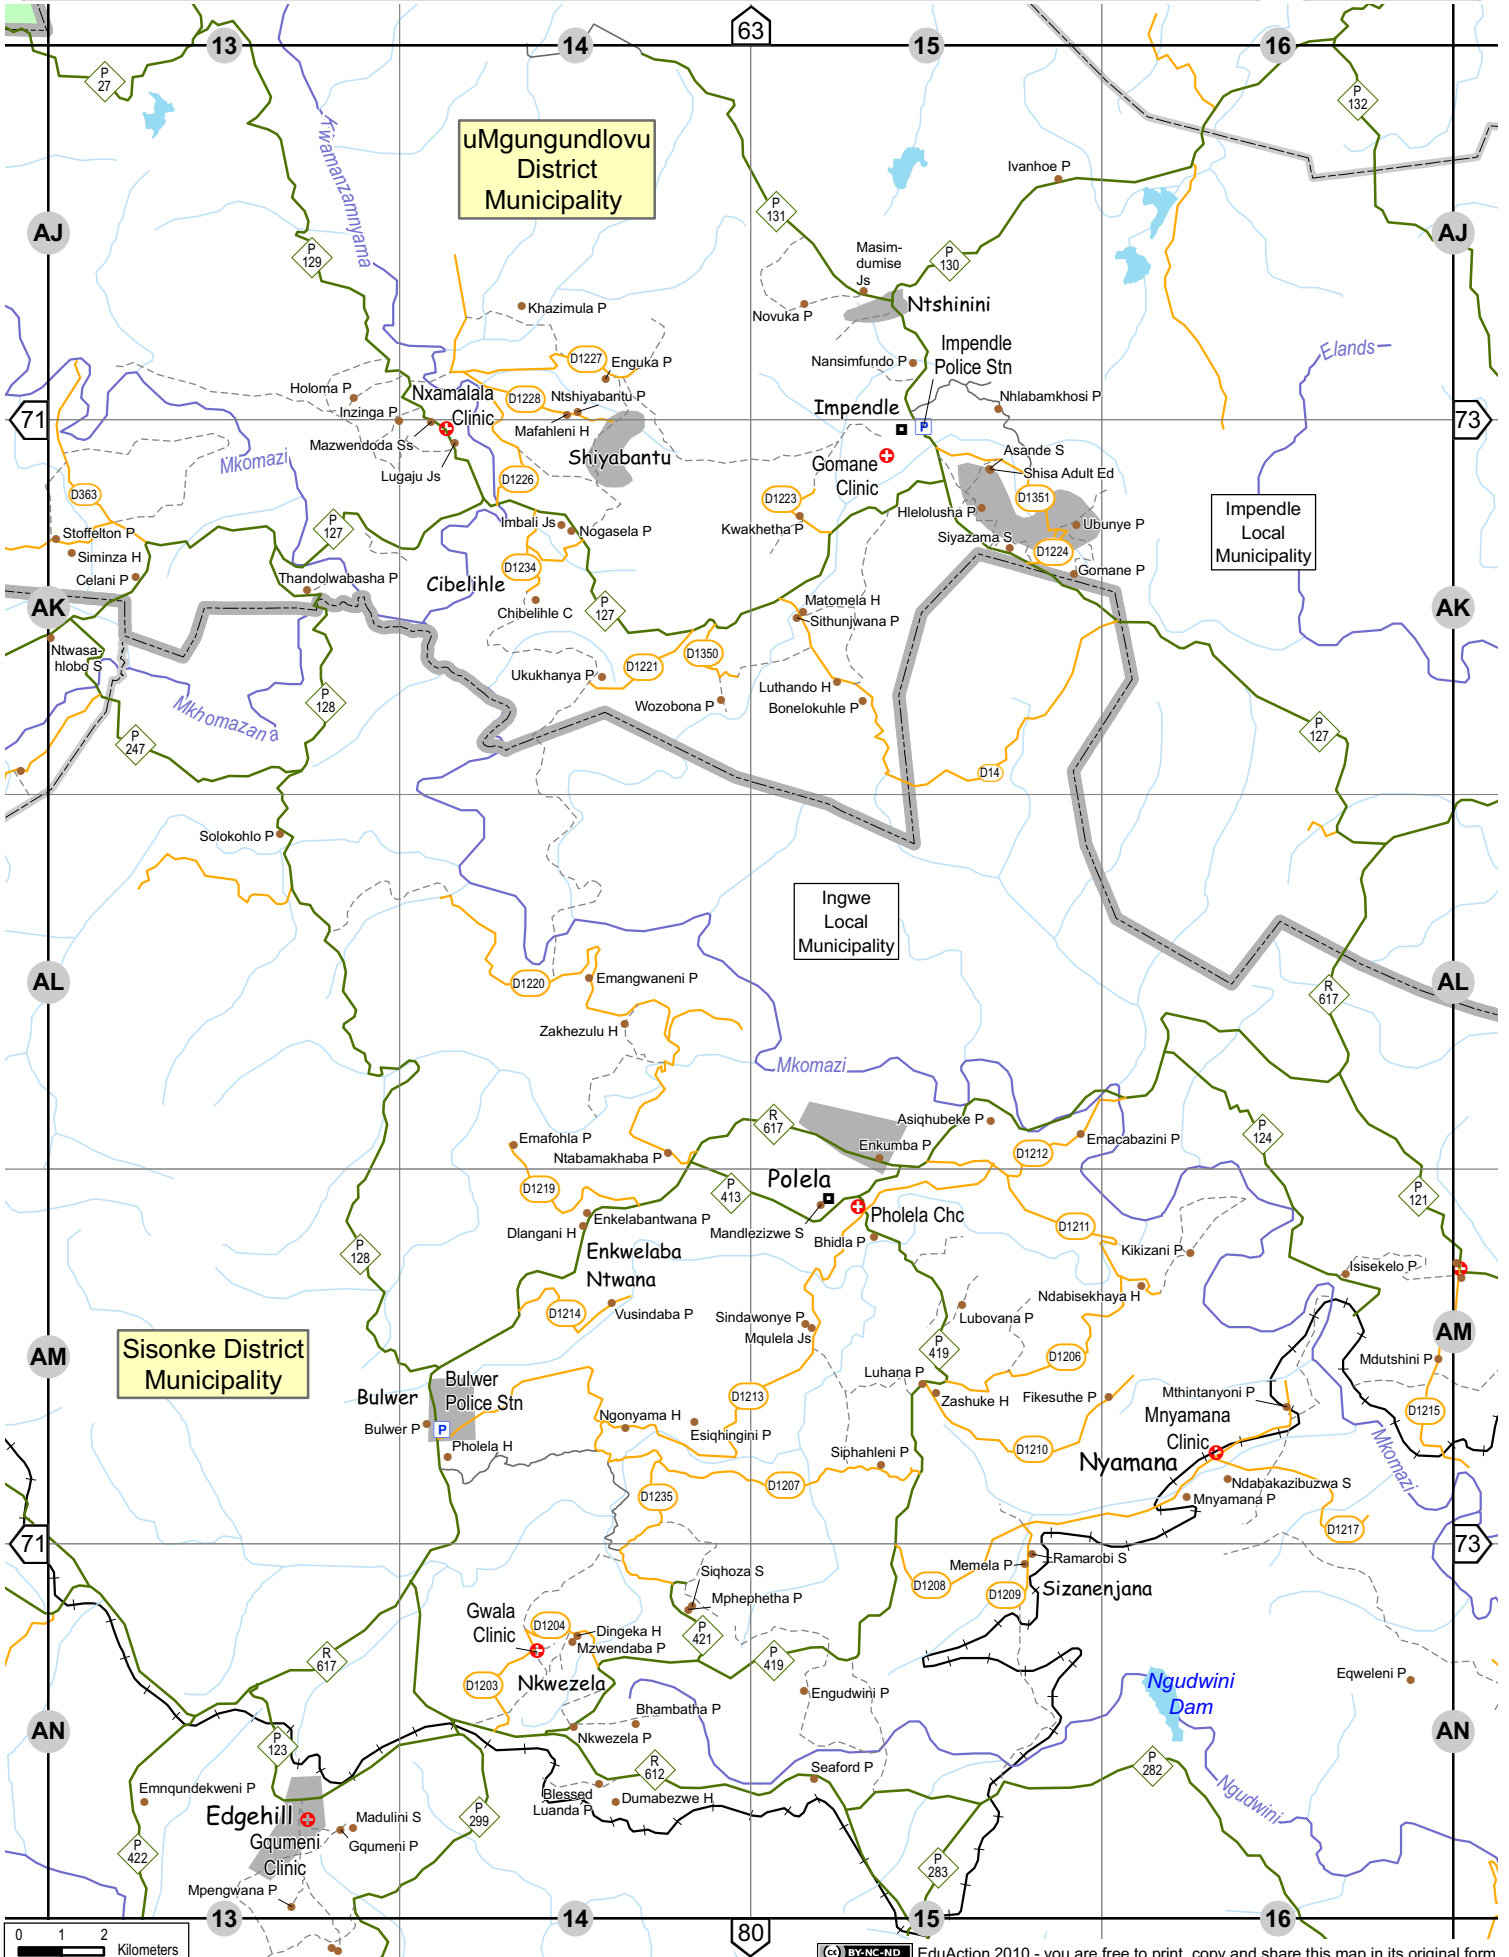 63
13
14
15
16
P
27
P
132
uMgungundlovu
District
Municipality
Twamanzamnyama
Ivanhoe P
P
131
AJ
AJ
P
129
P
130
Masim-
dumise
Js
Khazimula P
Novuka P
Ntshinini
D1227
Enguka P
Nansimfundo P
Impendle
Police Stn
Elands
Holoma P
Nxamalala
Clinic
D1228
Ntshiyabantu P
Nhlabamkhosi P
71
Inzinga P
Mafahleni H
Impendle
P
73
Mazwendoda Ss
Mkomazi
Lugaju Js
Shiyabantu
Gomane
Clinic
Asande S
Shisa Adult Ed
D363
D1226
D1223
D1351
Impendle
Local
Municipality
Stoffelton P
P
127
Imbali Js
Nogasela P
Kwakhetha P
Hlelolusha P
Ubunye P
Siyazama S
D1224
Siminza H
Celani P
Thandolwabasha P
D1234
Cibelihle
Gomane P
AK
Chibelihle C
P
127
Matomela H
Sithunjwana P
AK
Ntwasa-
hlobo S
D1221
D1350
Ukukhanya P
Luthando H
Mkhomazana
P
128
Wozobona P
Bonelokuhle P
P
247
P
127
D14
Solokohlo P
Ingwe
Local
Municipality
AL
D1220
Emangwaneni P
AL
R
617
Zakhezulu H
Mkomazi
R
617
Asiqhubeke P
Emafohla P
Enkumba P
Emacabazini P
P
124
Ntabamakhaba P
D1212
D1219
P
413
Polela
P
121
Enkelabantwana P
Mandlezizwe S
Pholela Chc
Dlangani H
D1211
P
128
Enkwelaba
Ntwana
Bhidla P
Kikizani P
Isisekelo P
D1214
Vusindaba P
Ndabisekhaya H
Sindawonye P
Lubovana P
Mqulela Js
Sisonke District
Municipality
AM
P
419
D1206
AM
Mdutshini P
Bulwer
Bulwer
Police Stn
Luhana P
D1213
Zashuke H
Fikesuthe P
Mthintanyoni P
Mnyamana
Clinic
D1215
Bulwer P
P
Ngonyama H
Esiqhingini P
Pholela H
Siphahleni P
D1210
Nyamana
Mkomazi
D1235
D1207
Ndabakazibuzwa S
Mnyamana P
D1217
71
73
Siqhoza S
Memela P
Ramarobi S
Mphephetha P
D1208
D1209
Sizanenjana
Gwala
Clinic
D1204
Dingeka H
Mzwendaba P
P
421
R
617
P
419
D1203
Nkwezela
Engudwini P
Ngudwini
Dam
Eqweleni P
Bhambatha P
AN
P
123
Nkwezela P
AN
R
612
Seaford P
P
282
Emnqundekweni P
Blessed
Luanda P
Dumabezwe H
Ngudwini
Edgehill
Gqumeni
Clinic
Madulini S
Gqumeni P
P
299
P
422
P
283
Mpengwana P
13
14
80
15
16
0 1 2
Kilometers
(cc) BY-NC-ND EduAction 2010 - you are free to print, copy and share this map in its original form